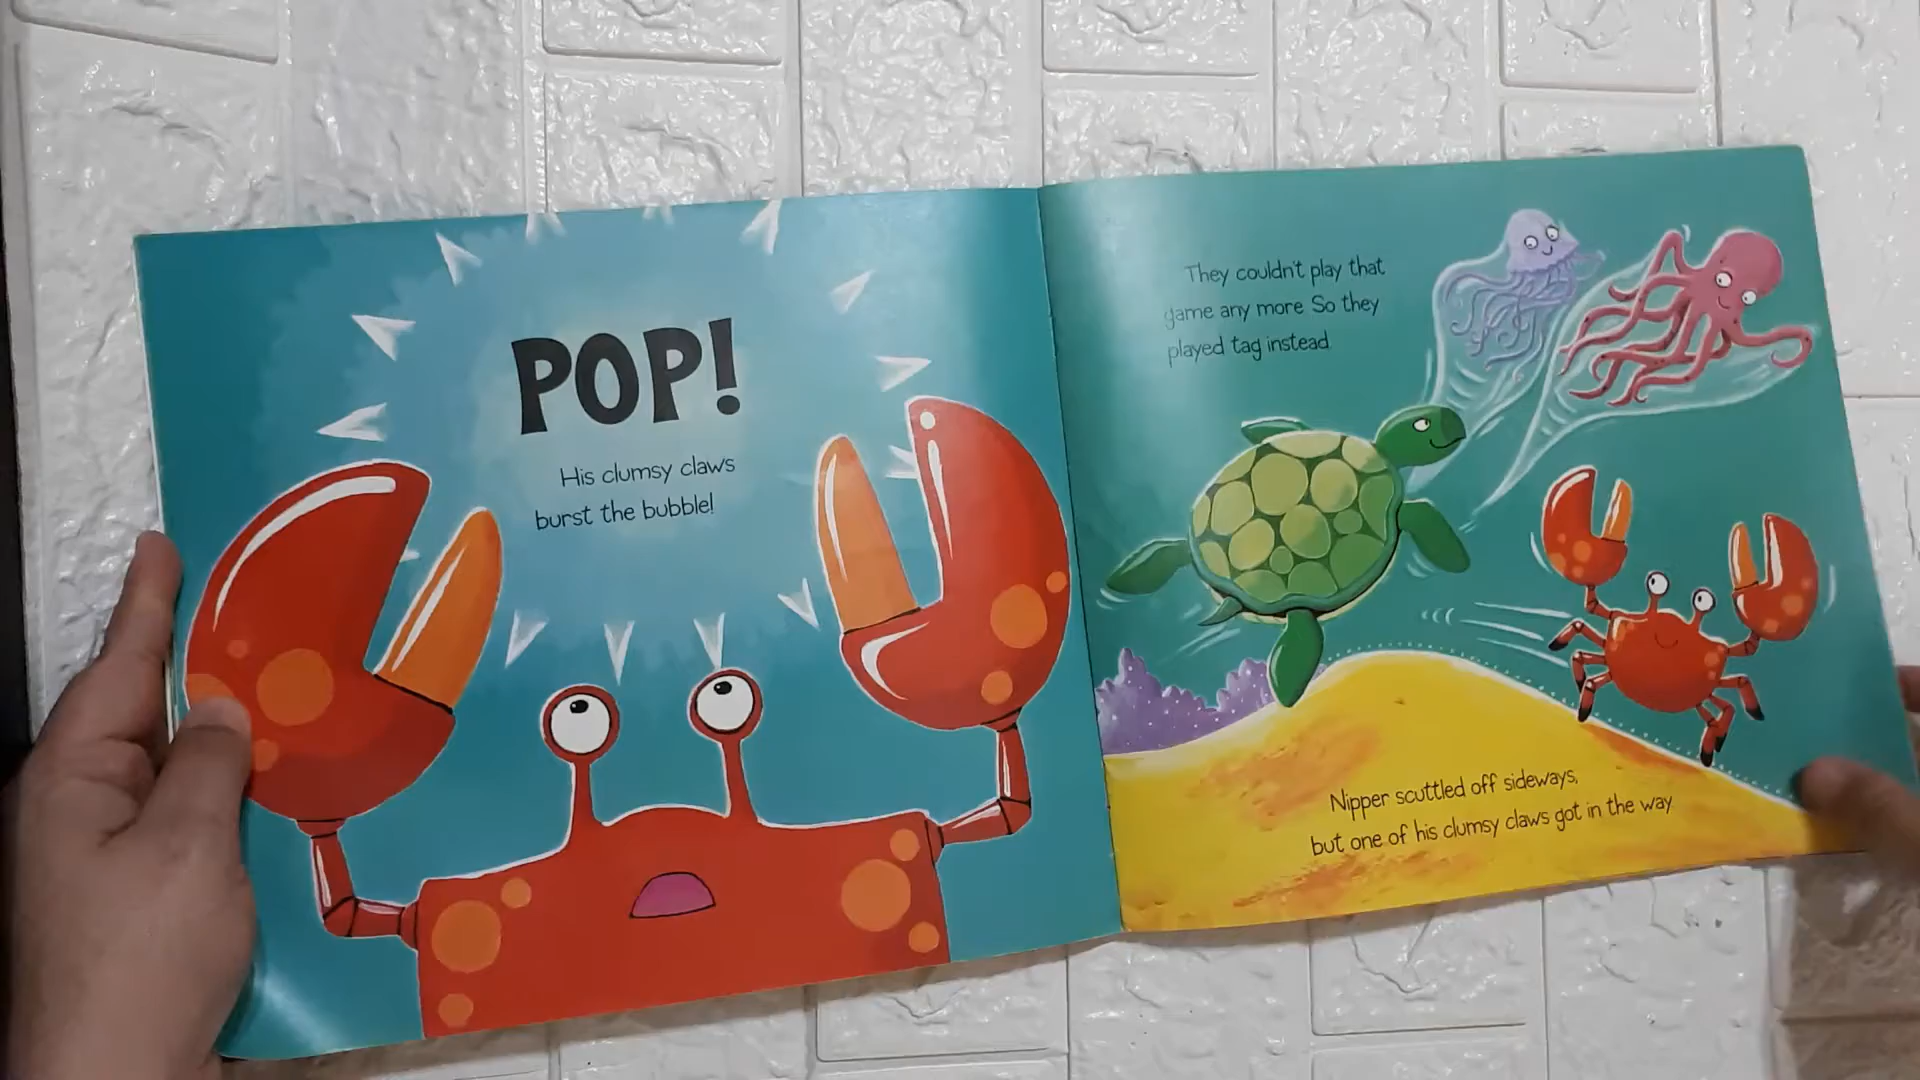 POP!
His clumsy claws
burst the bubble!
They couldn't play that
game any more So they
played tag instead
Nipper scuttled off sideways,
but one of his clumsy claws got in the way